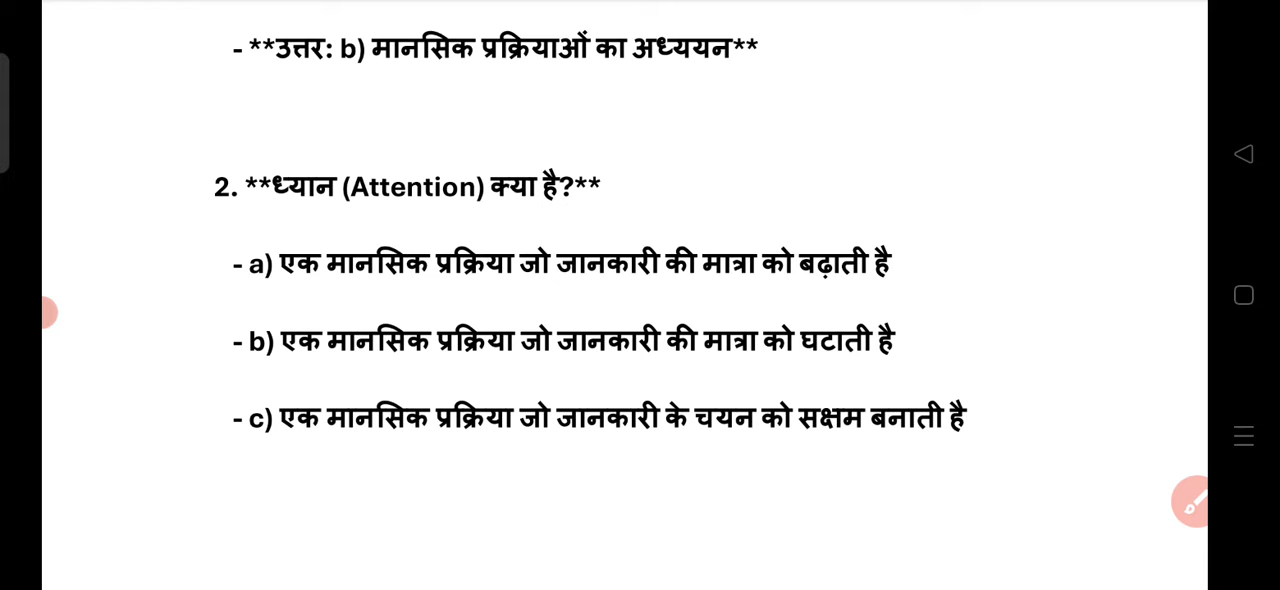 - **उत्तर: b) मानसिक प्रक्रियाओं का अध्ययन**
2. **ध्यान (Attention) क्या है?**
- a) एक मानसिक प्रक्रिया जो जानकारी की मात्रा को बढ़ाती है
- b) एक मानसिक प्रक्रिया जो जानकारी की मात्रा को घटाती है
- c) एक मानसिक प्रक्रिया जो जानकारी के चयन को सक्षम बनाती है